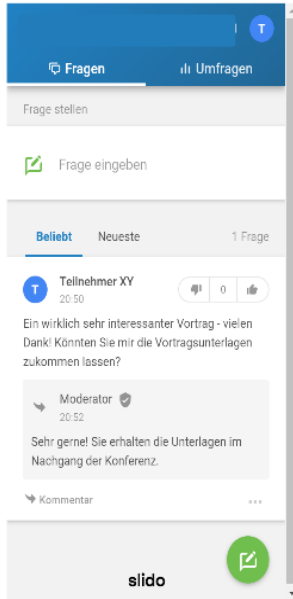 T
Fragen
Umfragen
Frage stellen
Frage eingeben
Beliebt Neueste 1 Frage
T Teilnehmer XY
20:50
0
Ein wirklich sehr interessanter Vortrag - vielen
Dank! Könnten Sie mir die Vortragsunterlagen
zukommen lassen?
Moderator
20:52
Sehr gerne! Sie erhalten die Unterlagen im
Nachgang der Konferenz.
Kommentar
slido